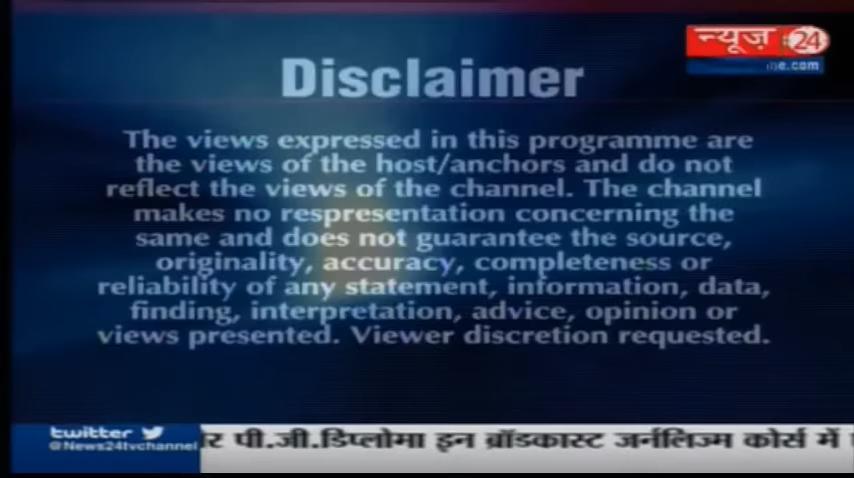 न्यूज़ 24
e.com
Disclaimer
The views expressed in this programme are
the views of the host/anchors and do not
reflect the views of the channel. The channel
makes no respresentation concerning the
same and does not guarantee the source,
originality, accuracy, completeness or
reliability of any statement, information, data,
finding, interpretation, advice, opinion or
views presented. Viewer discretion requested.
twitter
@News24tvchannel
पी.जी.डिप्लोमा इन ब्रॉडकास्ट जर्नलिज्म कोर्स में